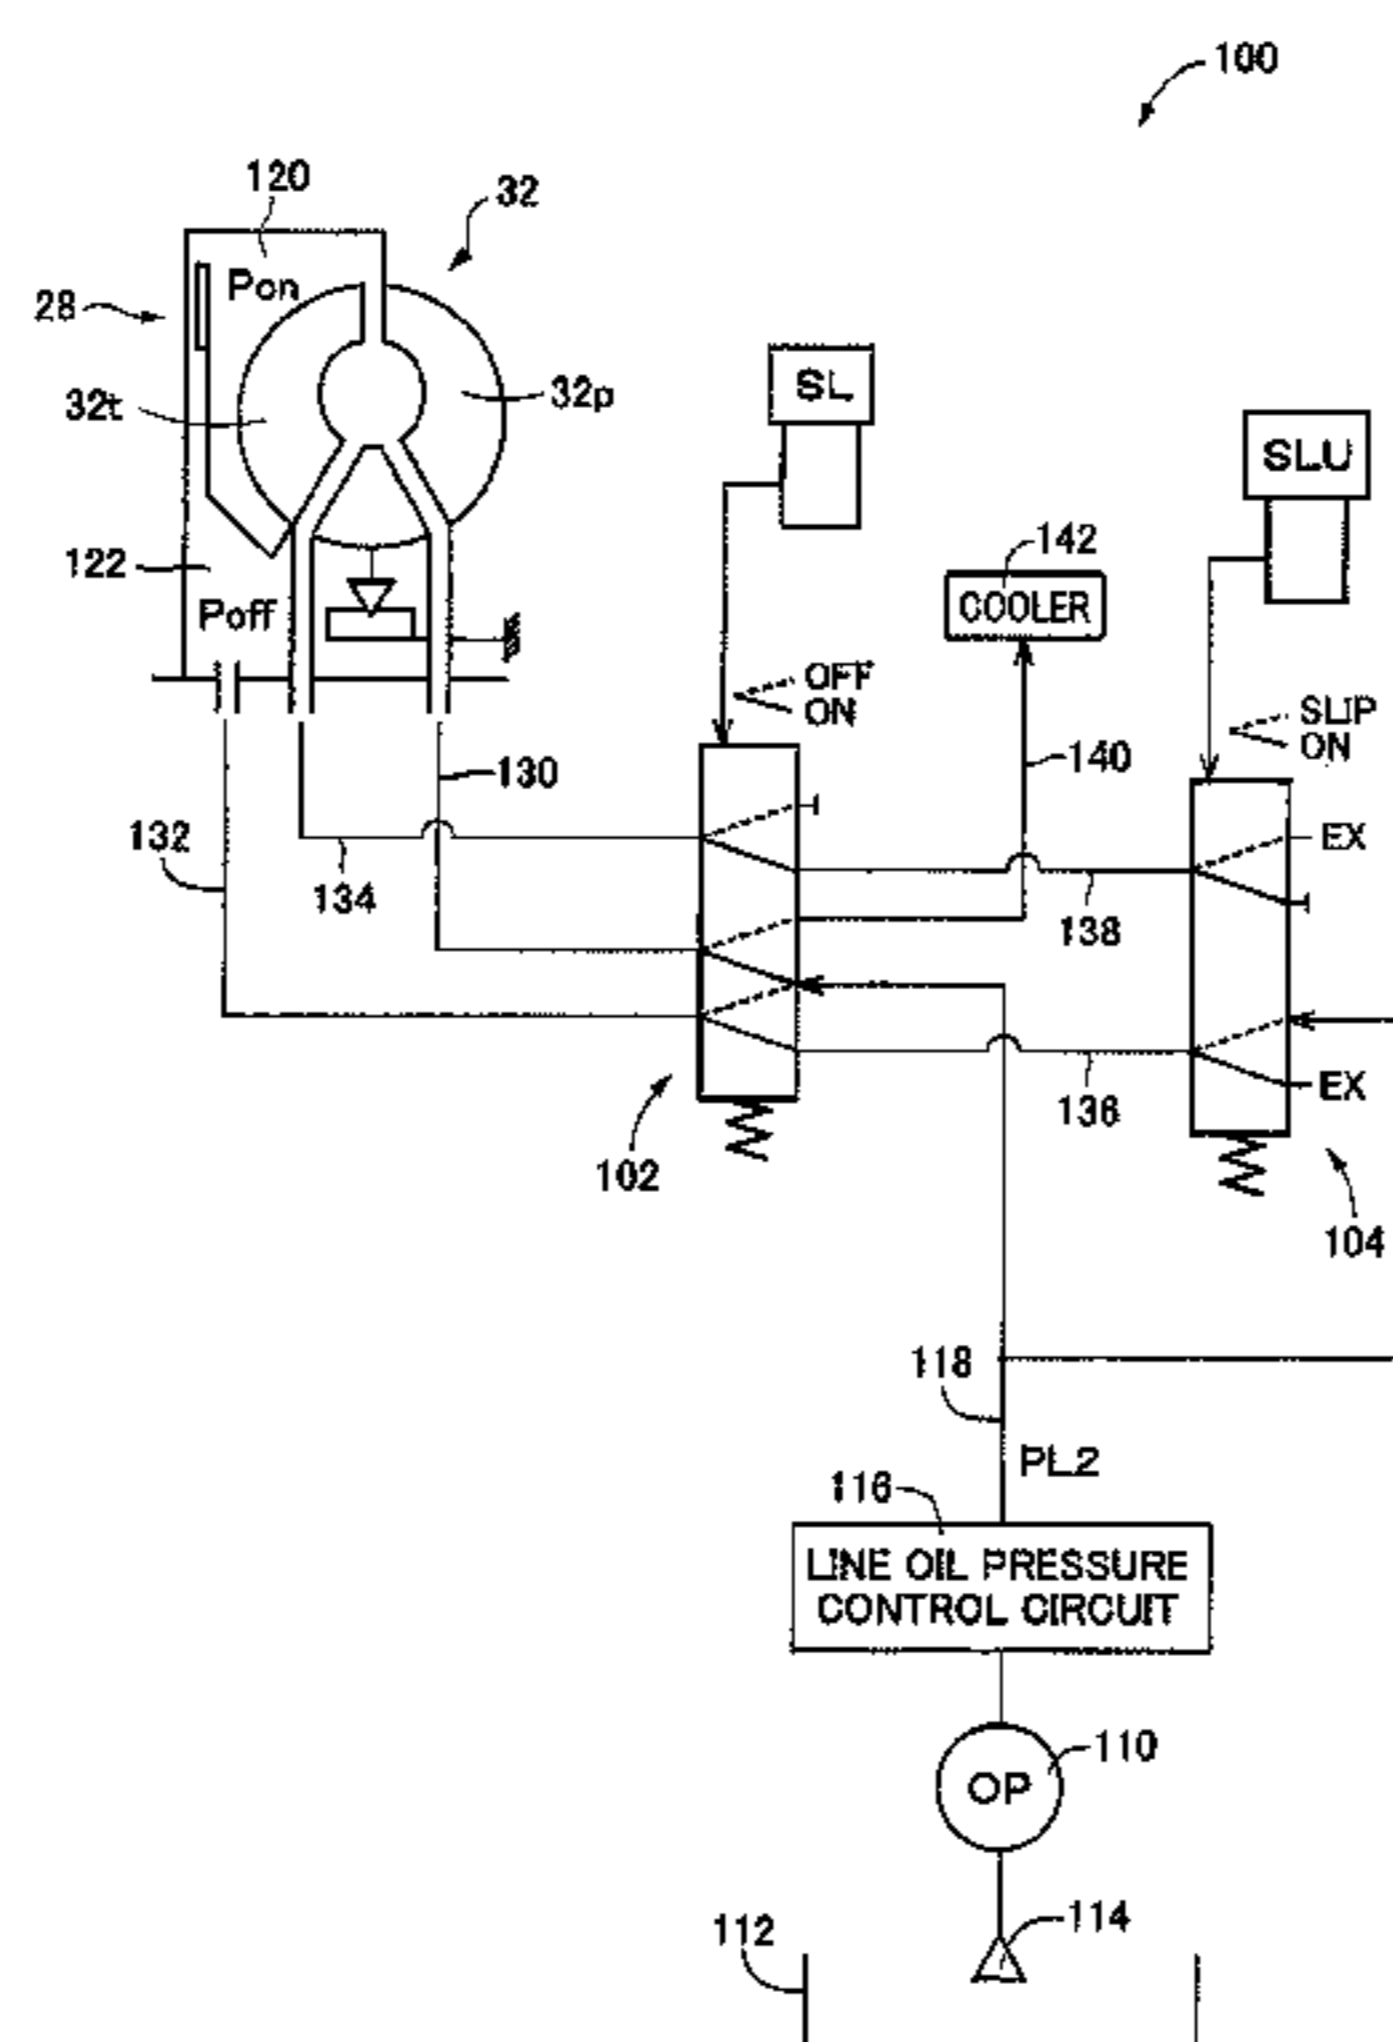 100
120
32
Pon
28
SL
32t
32p
SLU
142
122
COOLER
Poff
OFF
ON
SLIP
ON
130
140
132
EX
134
138
136
EX
102
104
118
PL2
116
LINE OIL PRESSURE
CONTROL CIRCUIT
110
OP
114
112